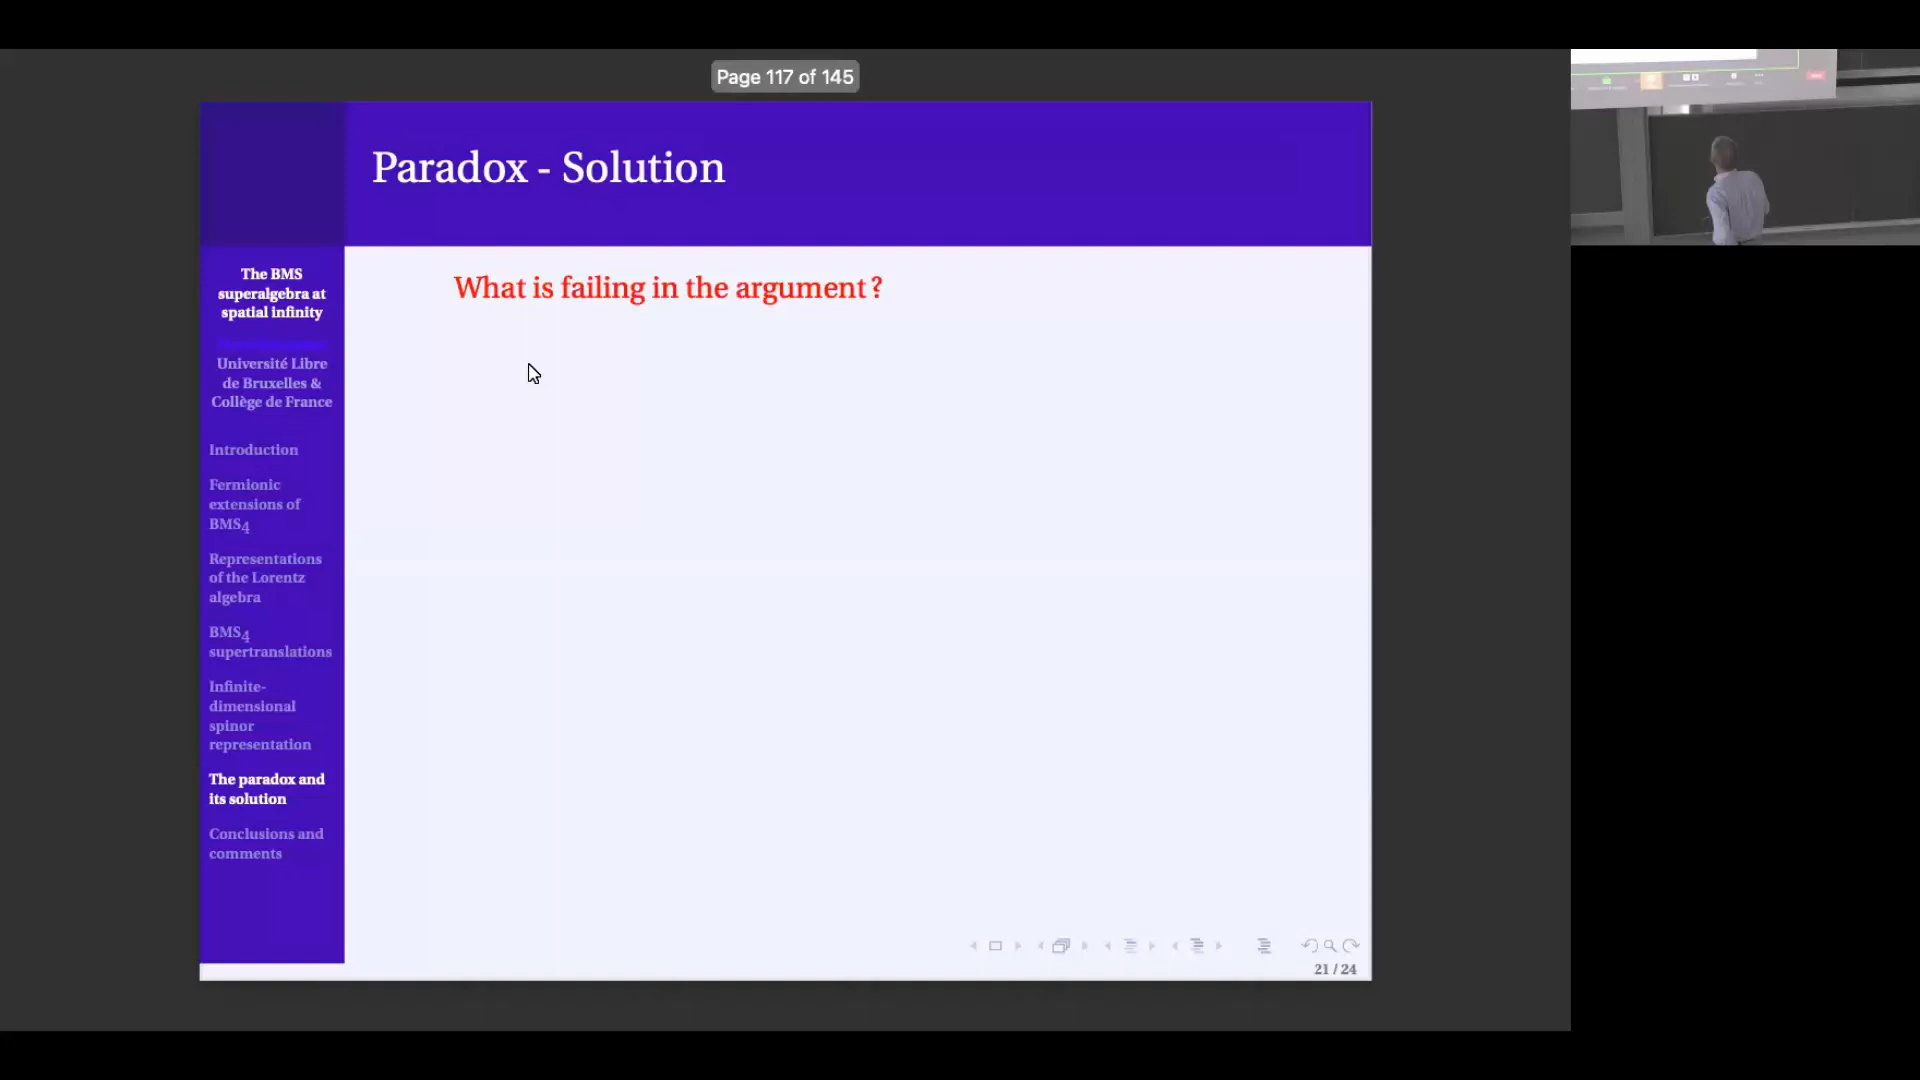 Page 117 of 145
Paradox - Solution
The BMS
superalgebra at
spatial infinity
Université Libre
de Bruxelles &
Collège de France
Introduction
Fermionic
extensions of
BMS4
Representations
of the Lorentz
algebra
BMS4
supertranslations
Infinite-
dimensional
spinor
representation
The paradox and
its solution
Conclusions and
comments
What is failing in the argument ?
21 / 24